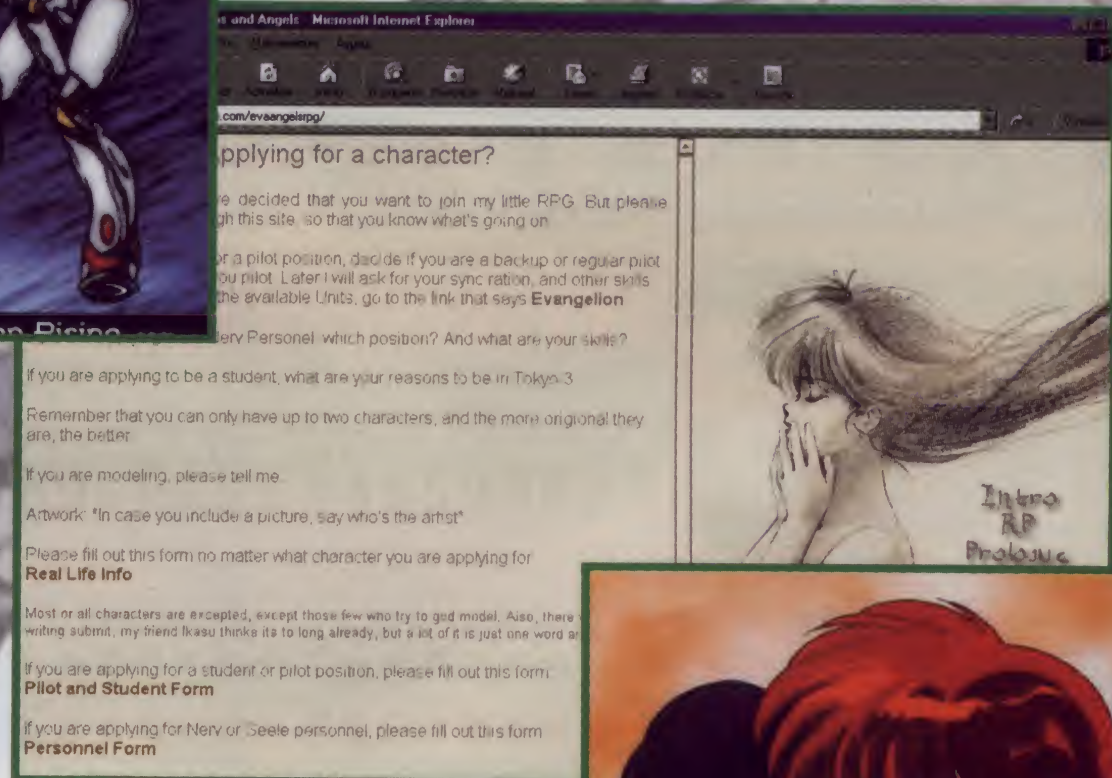 s and Angels Microsoft Internet Explorer
.com/evaangelsrpg/
pplying for a character?
ve decided that you want to join my little RPG. But please
gh this site, so that you know what's going on
or a pilot position, decide if you are a backup or regular pilot
ou pilot. Later I will ask for your sync ration, and other skills
the available Units, go to the link that says Evangelion
erv Personel, which position? And what are your skills?
If you are applying to be a student, what are your reasons to be in Tokyo-3
Remember that you can only have up to two characters, and the more origional they
are, the better
If you are modeling, please tell me
Artwork: "In case you include a picture, say who's the artist"
Please fill out this form no matter what character you are applying for
Real Life Info
Most or all characters are excepted, except those few who try to god model. Also, there
writing submit, my friend Ikasu thinks its to long already, but a lot of it is just one word
If you are applying for a student or pilot position, please fill out this form
Pilot and Student Form
If you are applying for Nerv or Seele personnel, please fill out this form
Personnel Form
Intro
RP
Prologue
Rising